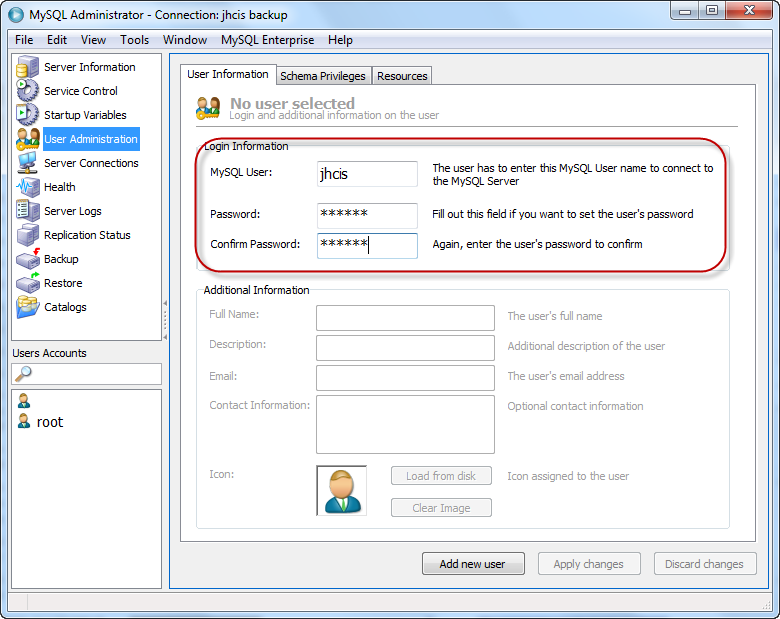 MySQL Administrator - Connection: jhcis backup
File Edit View Tools Window MySQL Enterprise Help
Server Information
Service Control
Startup Variables
User Administration
Server Connections
Health
Server Logs
Replication Status
Backup
Restore
Catalogs
Users Accounts
root
User Information Schema Privileges Resources
No user selected
Login and additional information on the user
Login Information
MySQL User: jhcis The user has to enter this MySQL User name to connect to
the MySQL Server
Password: ****** Fill out this field if you want to set the user's password
Confirm Password: ****** Again, enter the user's password to confirm
Additional Information
Full Name: The user's full name
Description: Additional description of the user
Email: The user's email address
Contact Information: Optional contact information
Icon: Load from disk Icon assigned to the user
Clear Image
Add new user Apply changes Discard changes